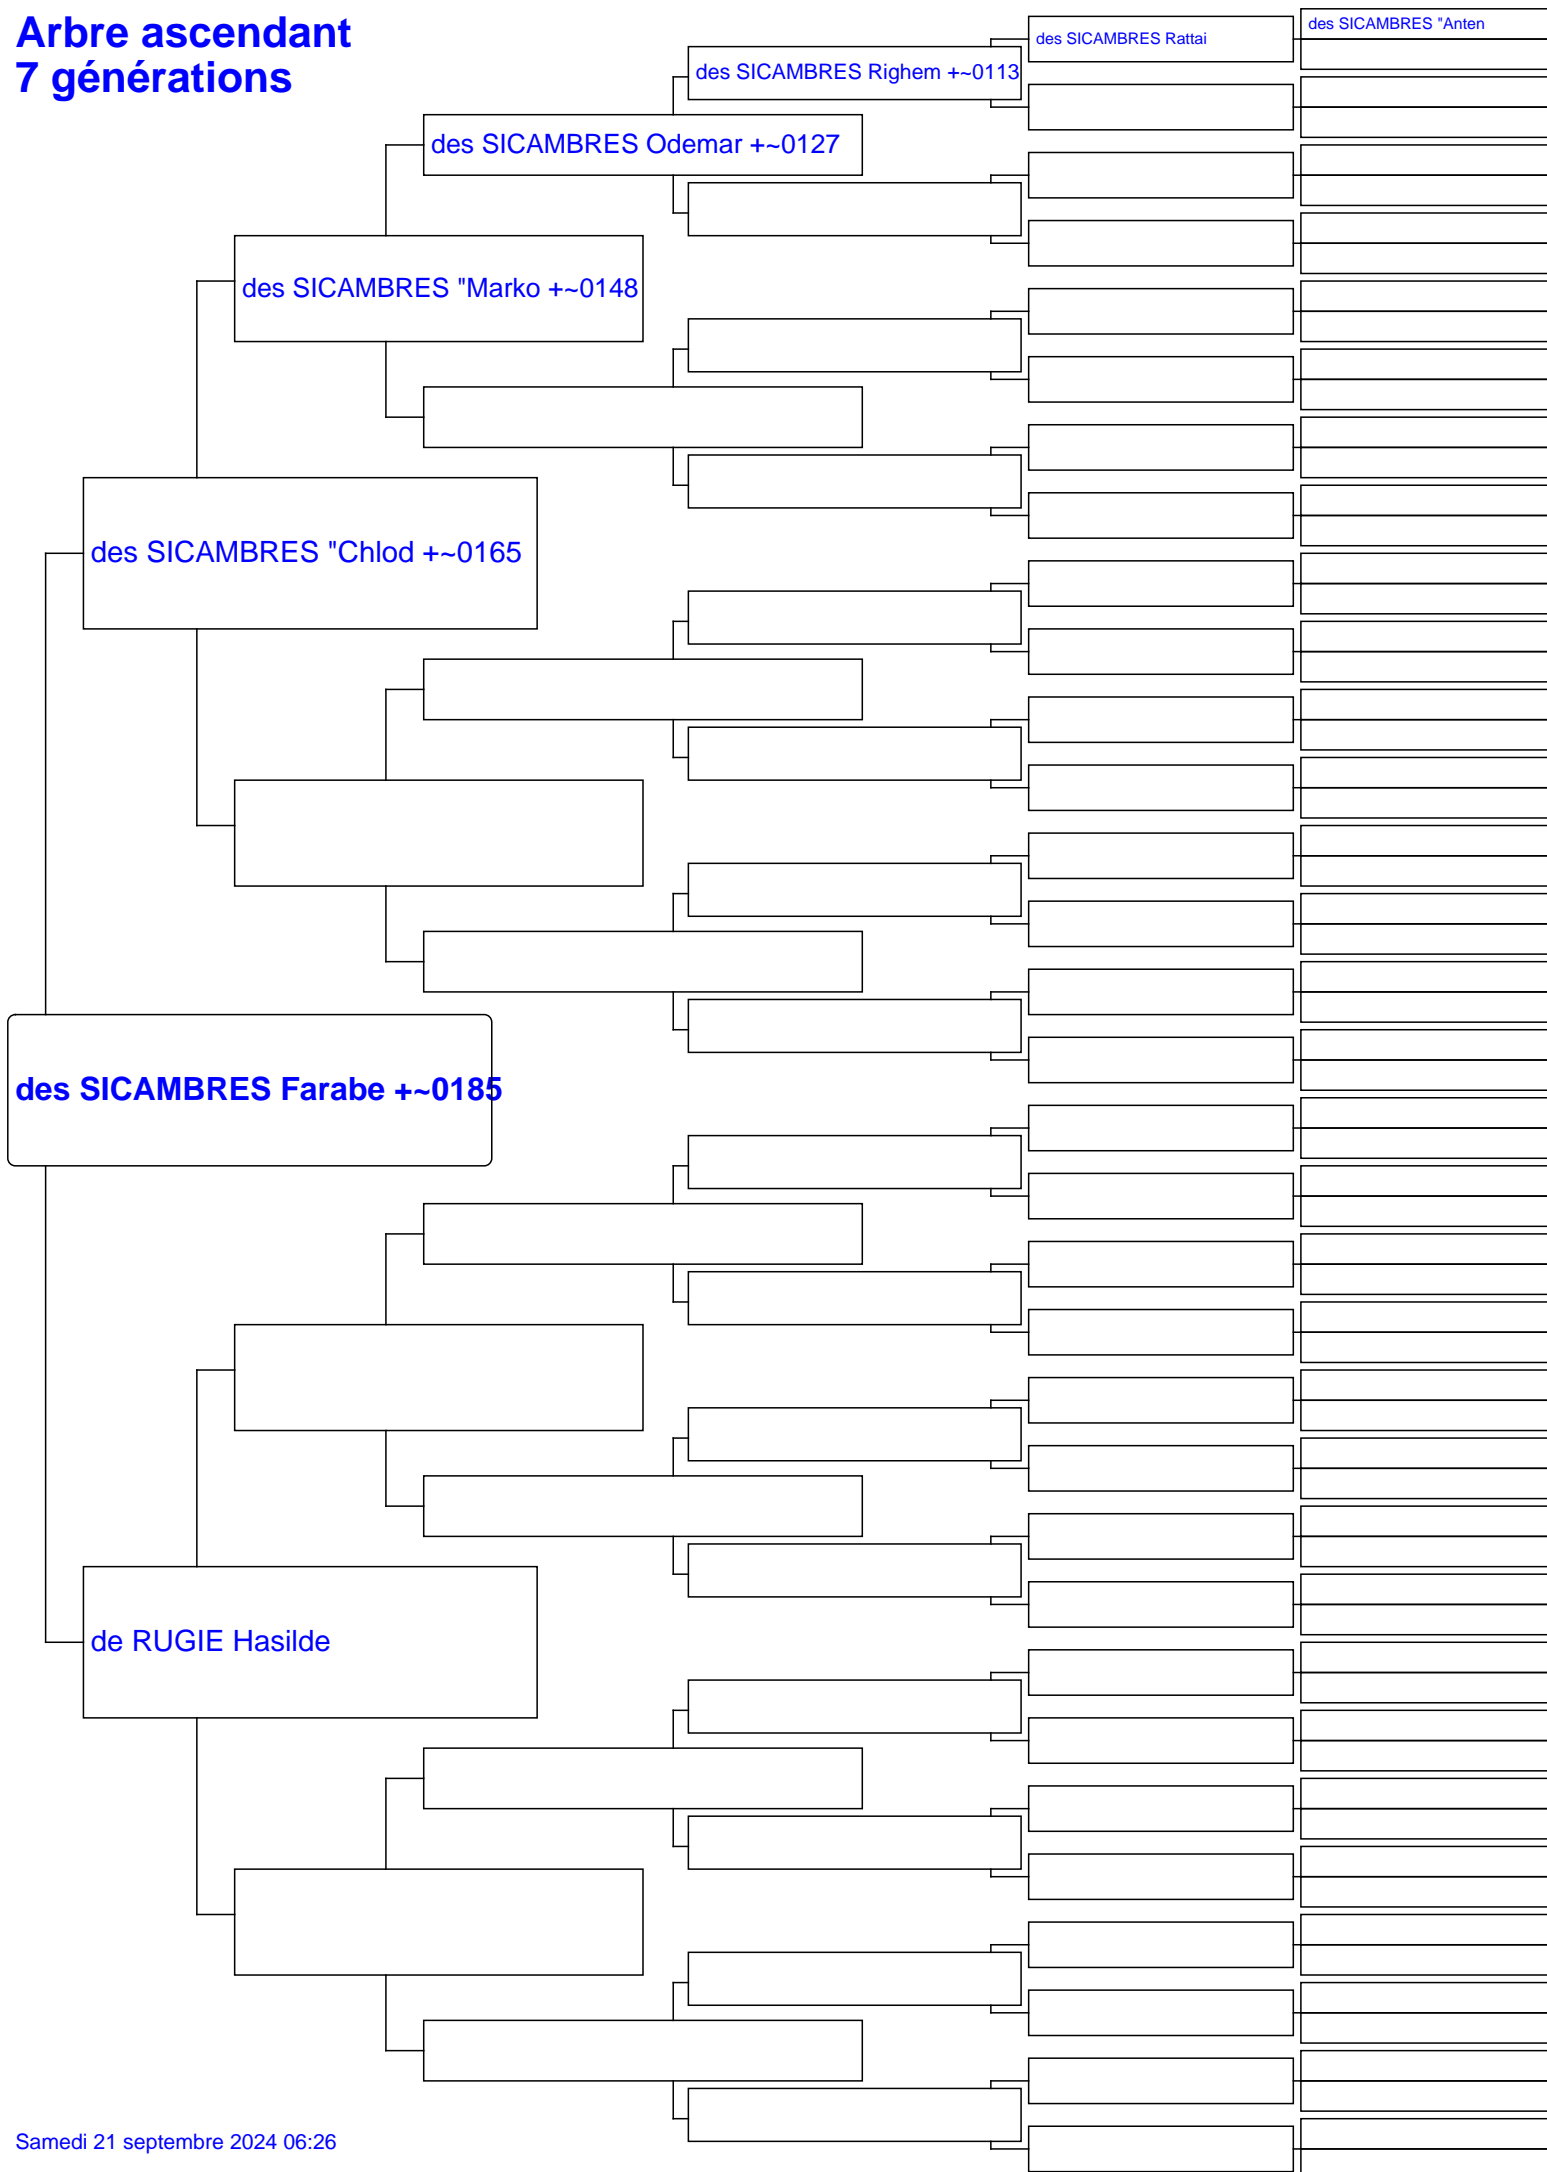 Arbre ascendant
7 générations
des SICAMBRES "Anten
des SICAMBRES Rattai
des SICAMBRES Righem +~0113
des SICAMBRES Odemar +~0127
des SICAMBRES "Marko +~0148
des SICAMBRES "Chlod +~0165
des SICAMBRES Farabe +~0185
de RUGIE Hasilde
Samedi 21 septembre 2024 06:26